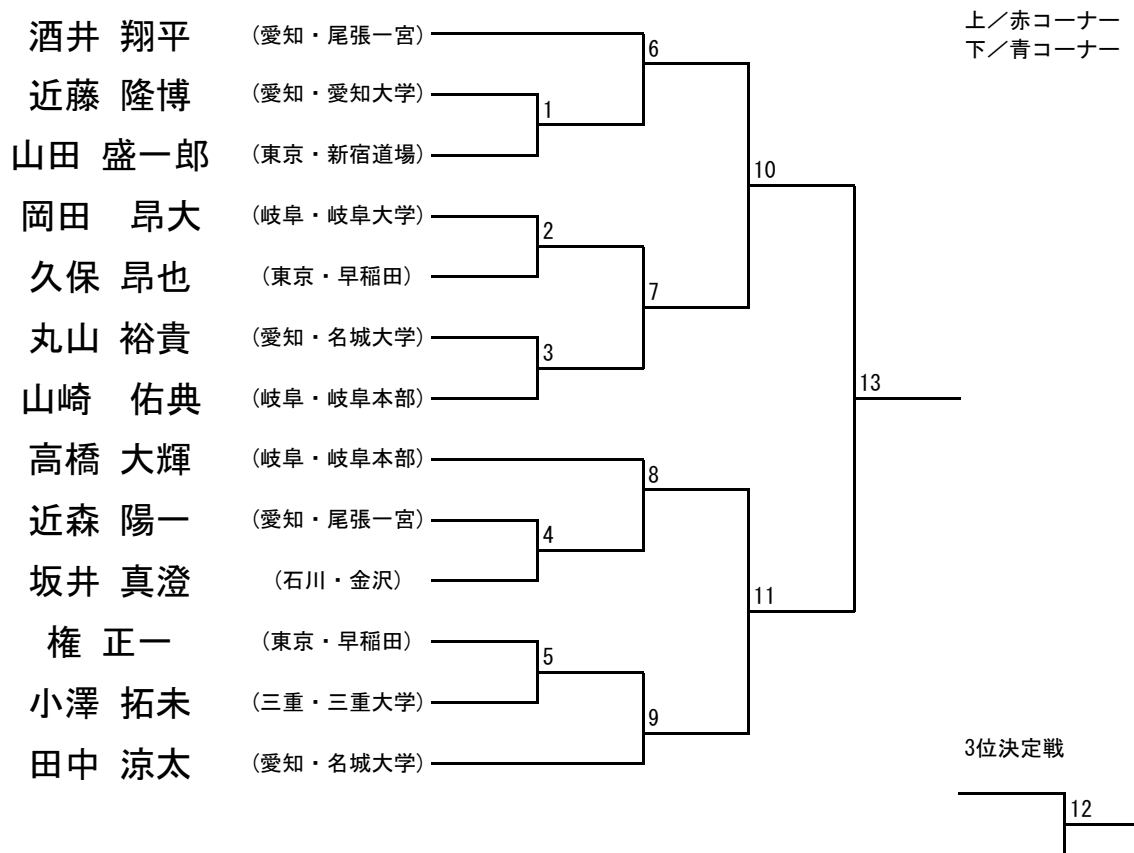 上／赤コーナー
下／青コーナー
酒井 翔平 (愛知・尾張一宮)
6
近藤 隆博 (愛知・愛知大学)
1
山田 盛一郎 (東京・新宿道場)
10
岡田　昂大 (岐阜・岐阜大学)
2
久保 昂也 (東京・早稲田)
7
丸山 裕貴 (愛知・名城大学)
3
山崎　佑典 (岐阜・岐阜本部)
13
高橋 大輝 (岐阜・岐阜本部)
8
近森 陽一 (愛知・尾張一宮)
4
坂井 真澄 (石川・金沢)
11
権 正一 (東京・早稲田)
5
小澤 拓未 (三重・三重大学)
9
田中 涼太 (愛知・名城大学)
3位決定戦
12